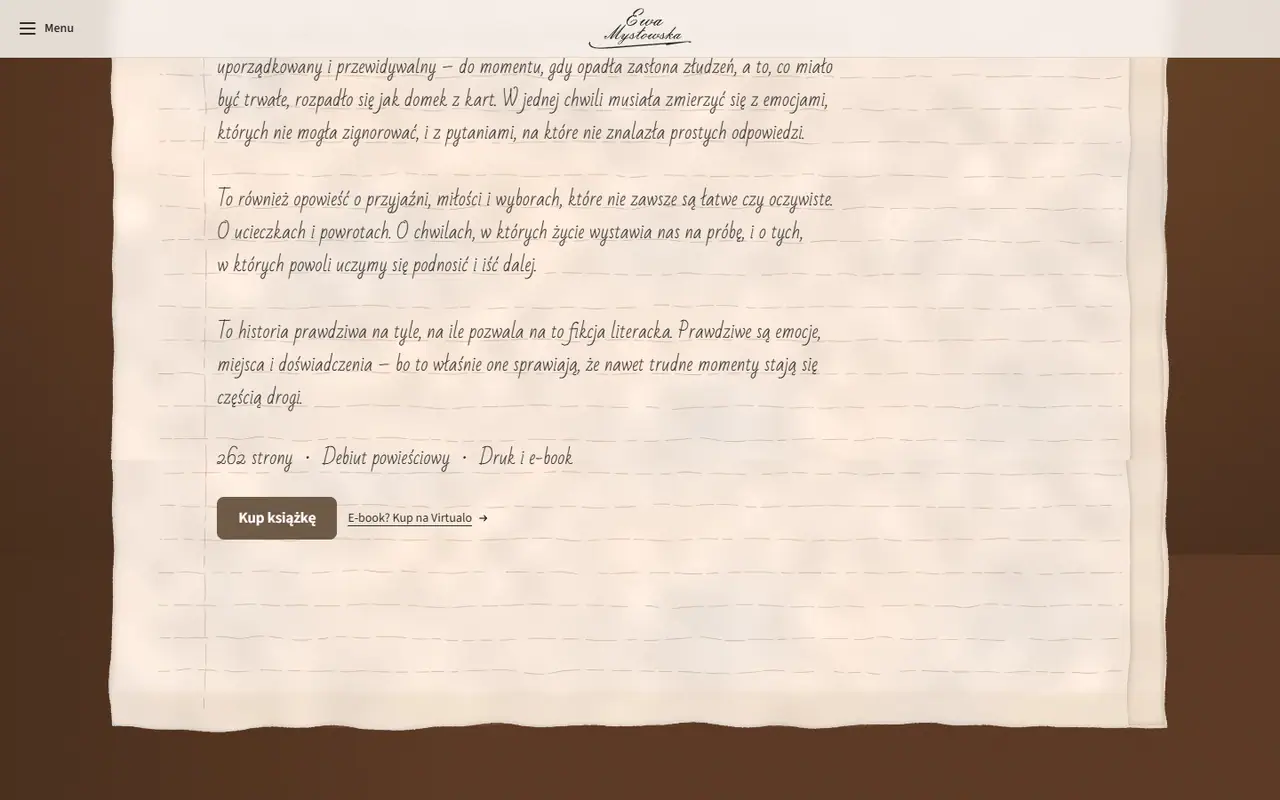 Menu
Ewa
Mysłowska
uporządkowany i przewidywalny – do momentu, gdy opadła zasłona złudzeń, a to, co miało
być trwałe, rozpadło się jak domek z kart. W jednej chwili musiała zmierzyć się z emocjami,
których nie mogła zignorować, i z pytaniami, na które nie znalazła prostych odpowiedzi.
To również opowieść o przyjaźni, miłości i wyborach, które nie zawsze są łatwe czy oczywiste.
O ucieczkach i powrotach. O chwilach, w których życie wystawia nas na próbę, i o tych,
w których powoli uczymy się podnosić i iść dalej.
To historia prawdziwa na tyle, na ile pozwala na to fikcja literacka. Prawdziwe są emocje,
miejsca i doświadczenia – bo to właśnie one sprawiają, że nawet trudne momenty stają się
częścią drogi.
262 strony · Debiut powieściowy · Druk i e-book
Kup książkę
E-book? Kup na Virtualo →